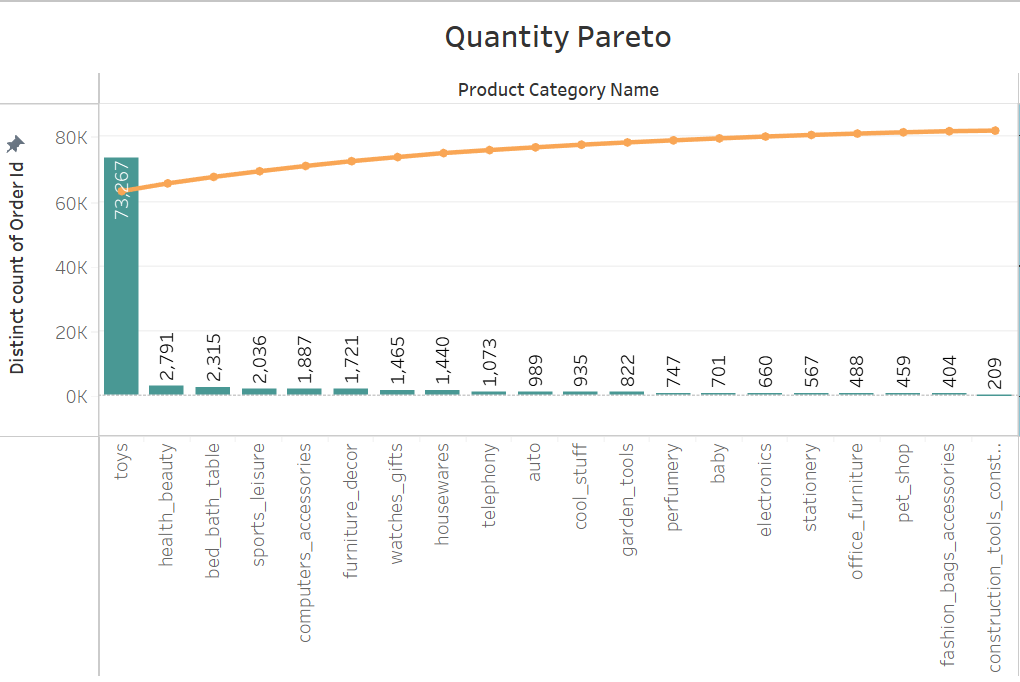 Quantity Pareto
Product Category Name
Distinct count of Order Id
80K
60K
40K
20K
0K
73,267
2,791
2,315
2,036
1,887
1,721
1,465
1,440
1,073
989
935
822
747
701
660
567
488
459
404
209
toys
health_beauty
bed_bath_table
sports_leisure
computers_accessories
furniture_decor
watches_gifts
housewares
telephony
auto
cool_stuff
garden_tools
perfumery
baby
electronics
stationery
office_furniture
pet_shop
fashion_bags_accessories
construction_tools_const..